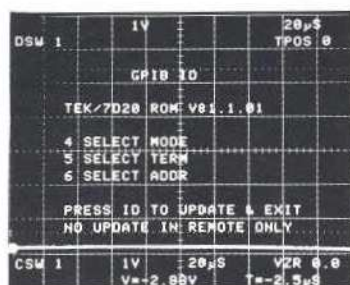 1V 20µS
DSW 1 TPOS 0
GPIB ID
TEK/7D20 ROM V81.1.01
4 SELECT MODE
5 SELECT TERM
6 SELECT ADDR
PRESS ID TO UPDATE & EXIT
NO UPDATE IN REMOTE ONLY
CSW 1 1V 20µS VZR 0.0
V=-2.98V T=-2.5µS